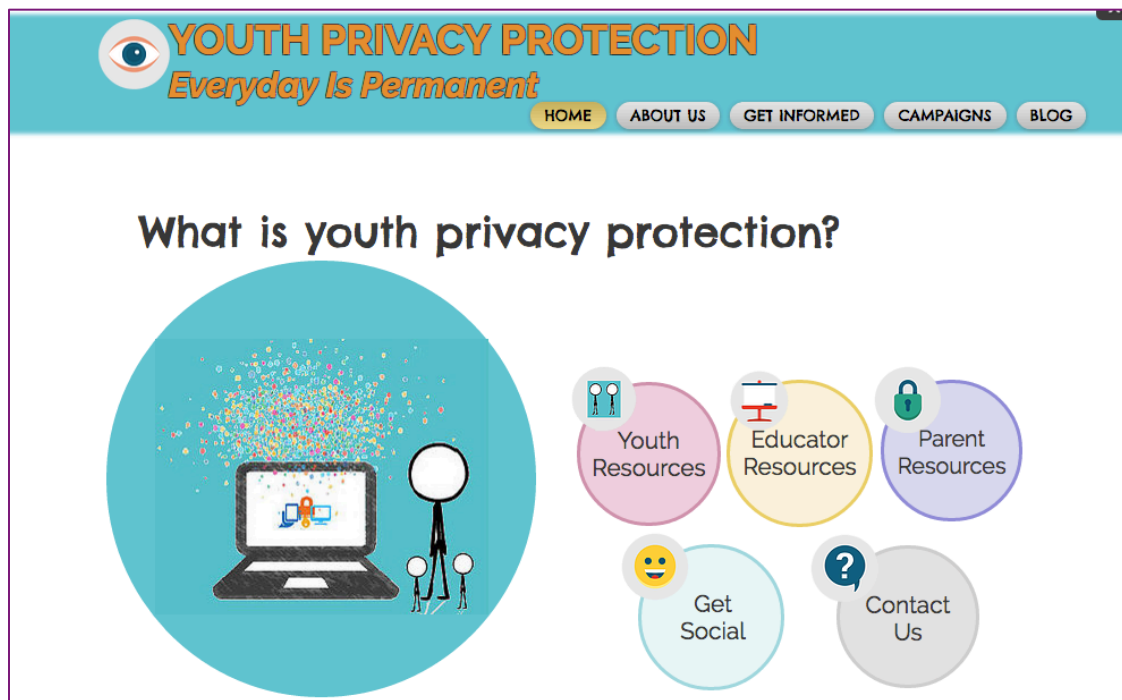 YOUTH PRIVACY PROTECTION
Everyday Is Permanent
HOME ABOUT US GET INFORMED CAMPAIGNS BLOG
What is youth privacy protection?
Youth
Resources
Educator
Resources
Parent
Resources
Get
Social
?
Contact
Us